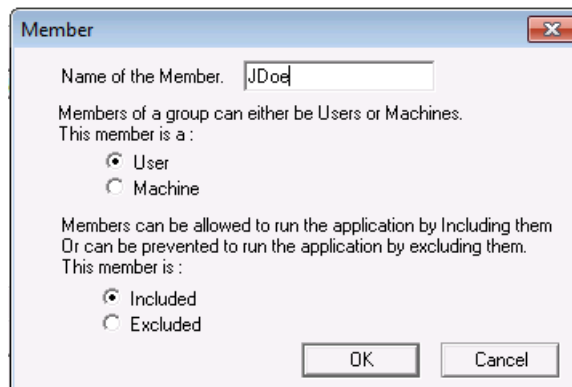 Member
Name of the Member. JDoe
Members of a group can either be Users or Machines.
This member is a :
User
Machine
Members can be allowed to run the application by Including them
Or can be prevented to run the application by excluding them.
This member is :
Included
Excluded
OK Cancel